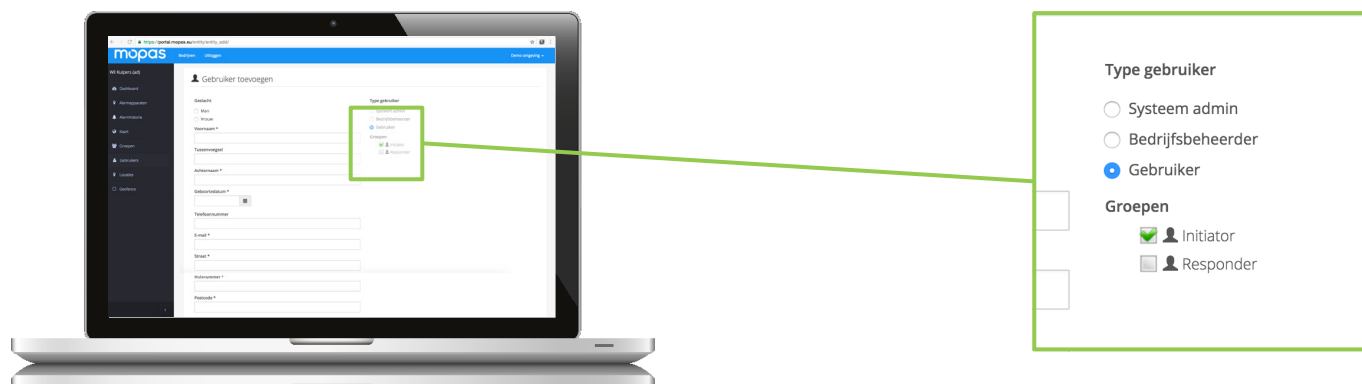 https://portal.mopas.eu/entity/entity_add/
mopas
Bedrijven
Uitloggen
Demo omgeving
Wil Kuipers (ad)
Dashboard
Alarmapparaten
Alarmhistorie
Kaart
Groepen
Gebruikers
Locaties
Geofence
Gebruiker toevoegen
Geslacht
Man
Vrouw
Voornaam *
Tussenvoegsel
Achternaam *
Geboortedatum *
Telefoonnummer
E-mail *
Straat *
Huisnummer *
Postcode *
Type gebruiker
Systeem admin
Bedrijfsbeheerder
Gebruiker
Groepen
Initiator
Responder
Type gebruiker
Systeem admin
Bedrijfsbeheerder
Gebruiker
Groepen
Initiator
Responder